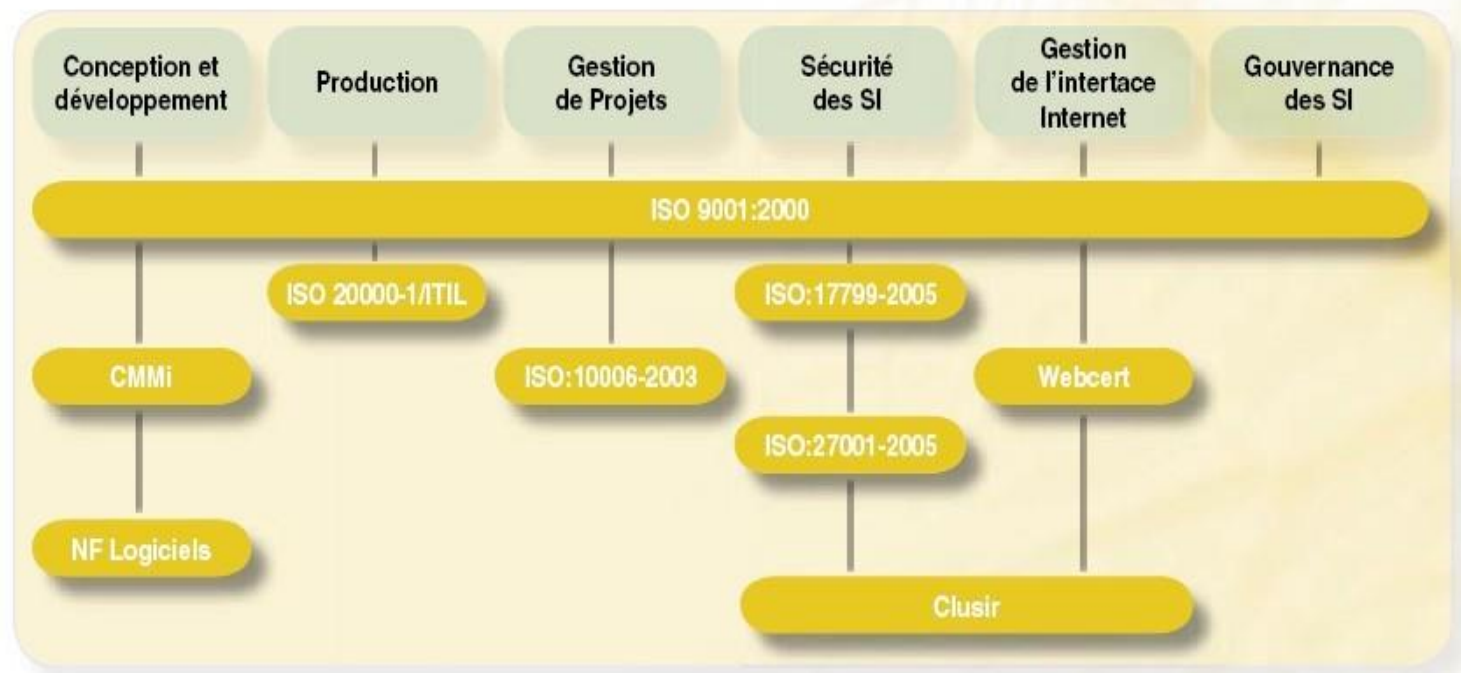 Conception et
développement
Production
Gestion
de Projets
Sécurité
des SI
Gestion
de l'intertace
Internet
Gouvernance
des SI
ISO 9001:2000
ISO 20000-1/ITIL
ISO:17799-2005
CMMi
ISO:10006-2003
Webcert
ISO:27001-2005
NF Logiciels
Clusir